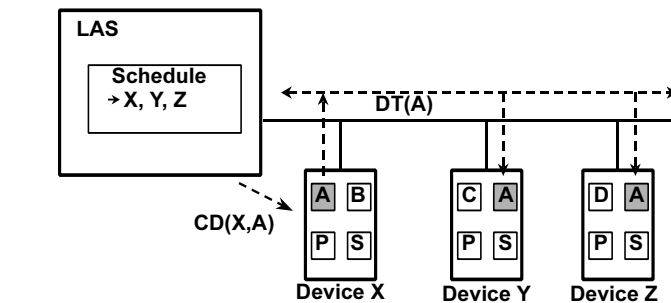 LAS
Schedule
X, Y, Z
DT(A)
A B
C A
D A
CD(X,A)
P S
P S
P S
Device X
Device Y
Device Z